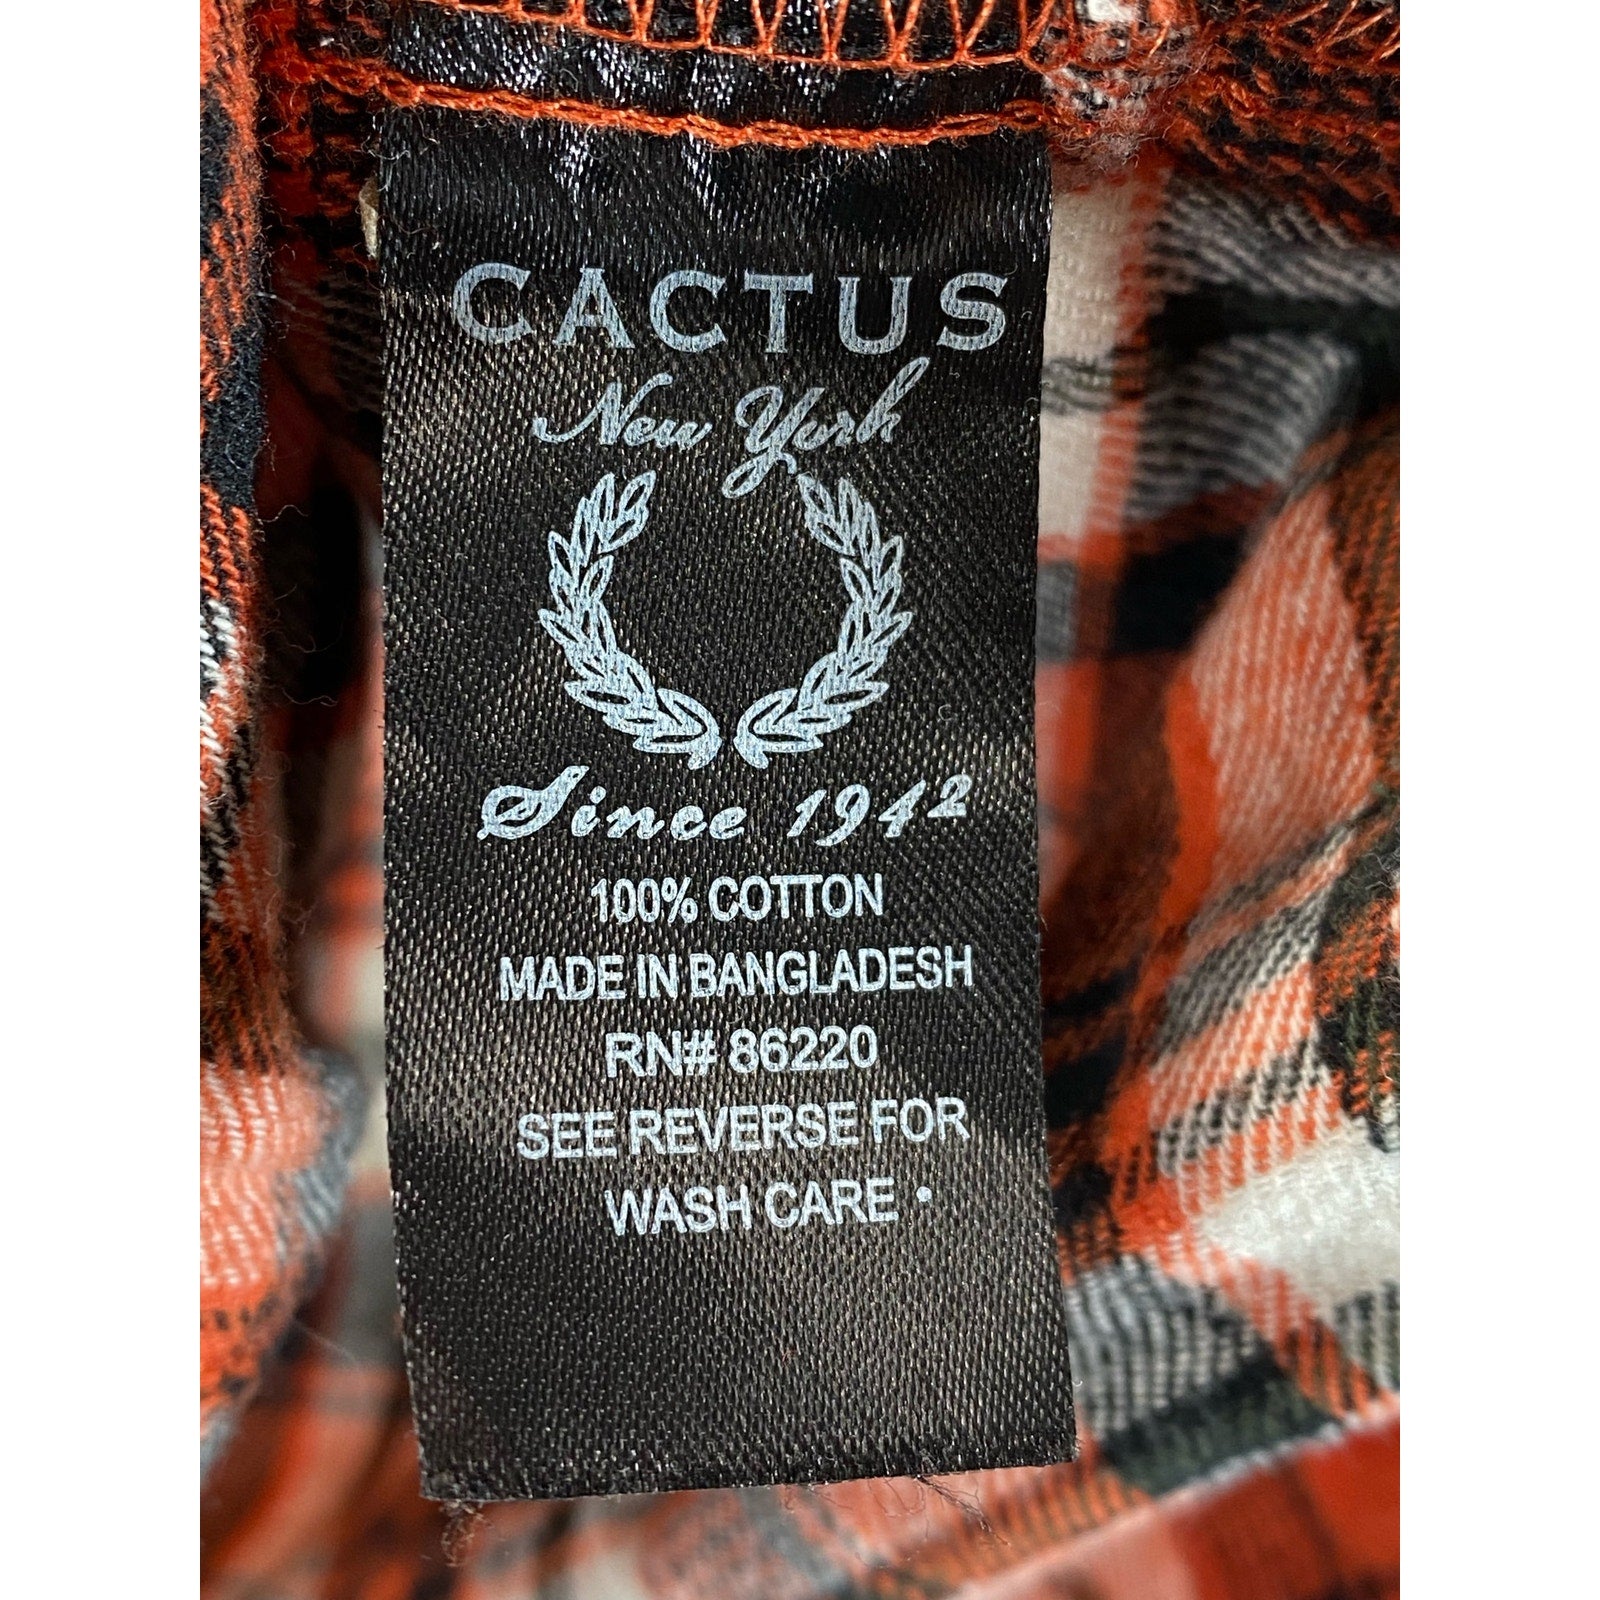 CACTUS
New York
Since 1942
100% COTTON
MADE IN BANGLADESH
RN# 86220
SEE REVERSE FOR
WASH CARE •